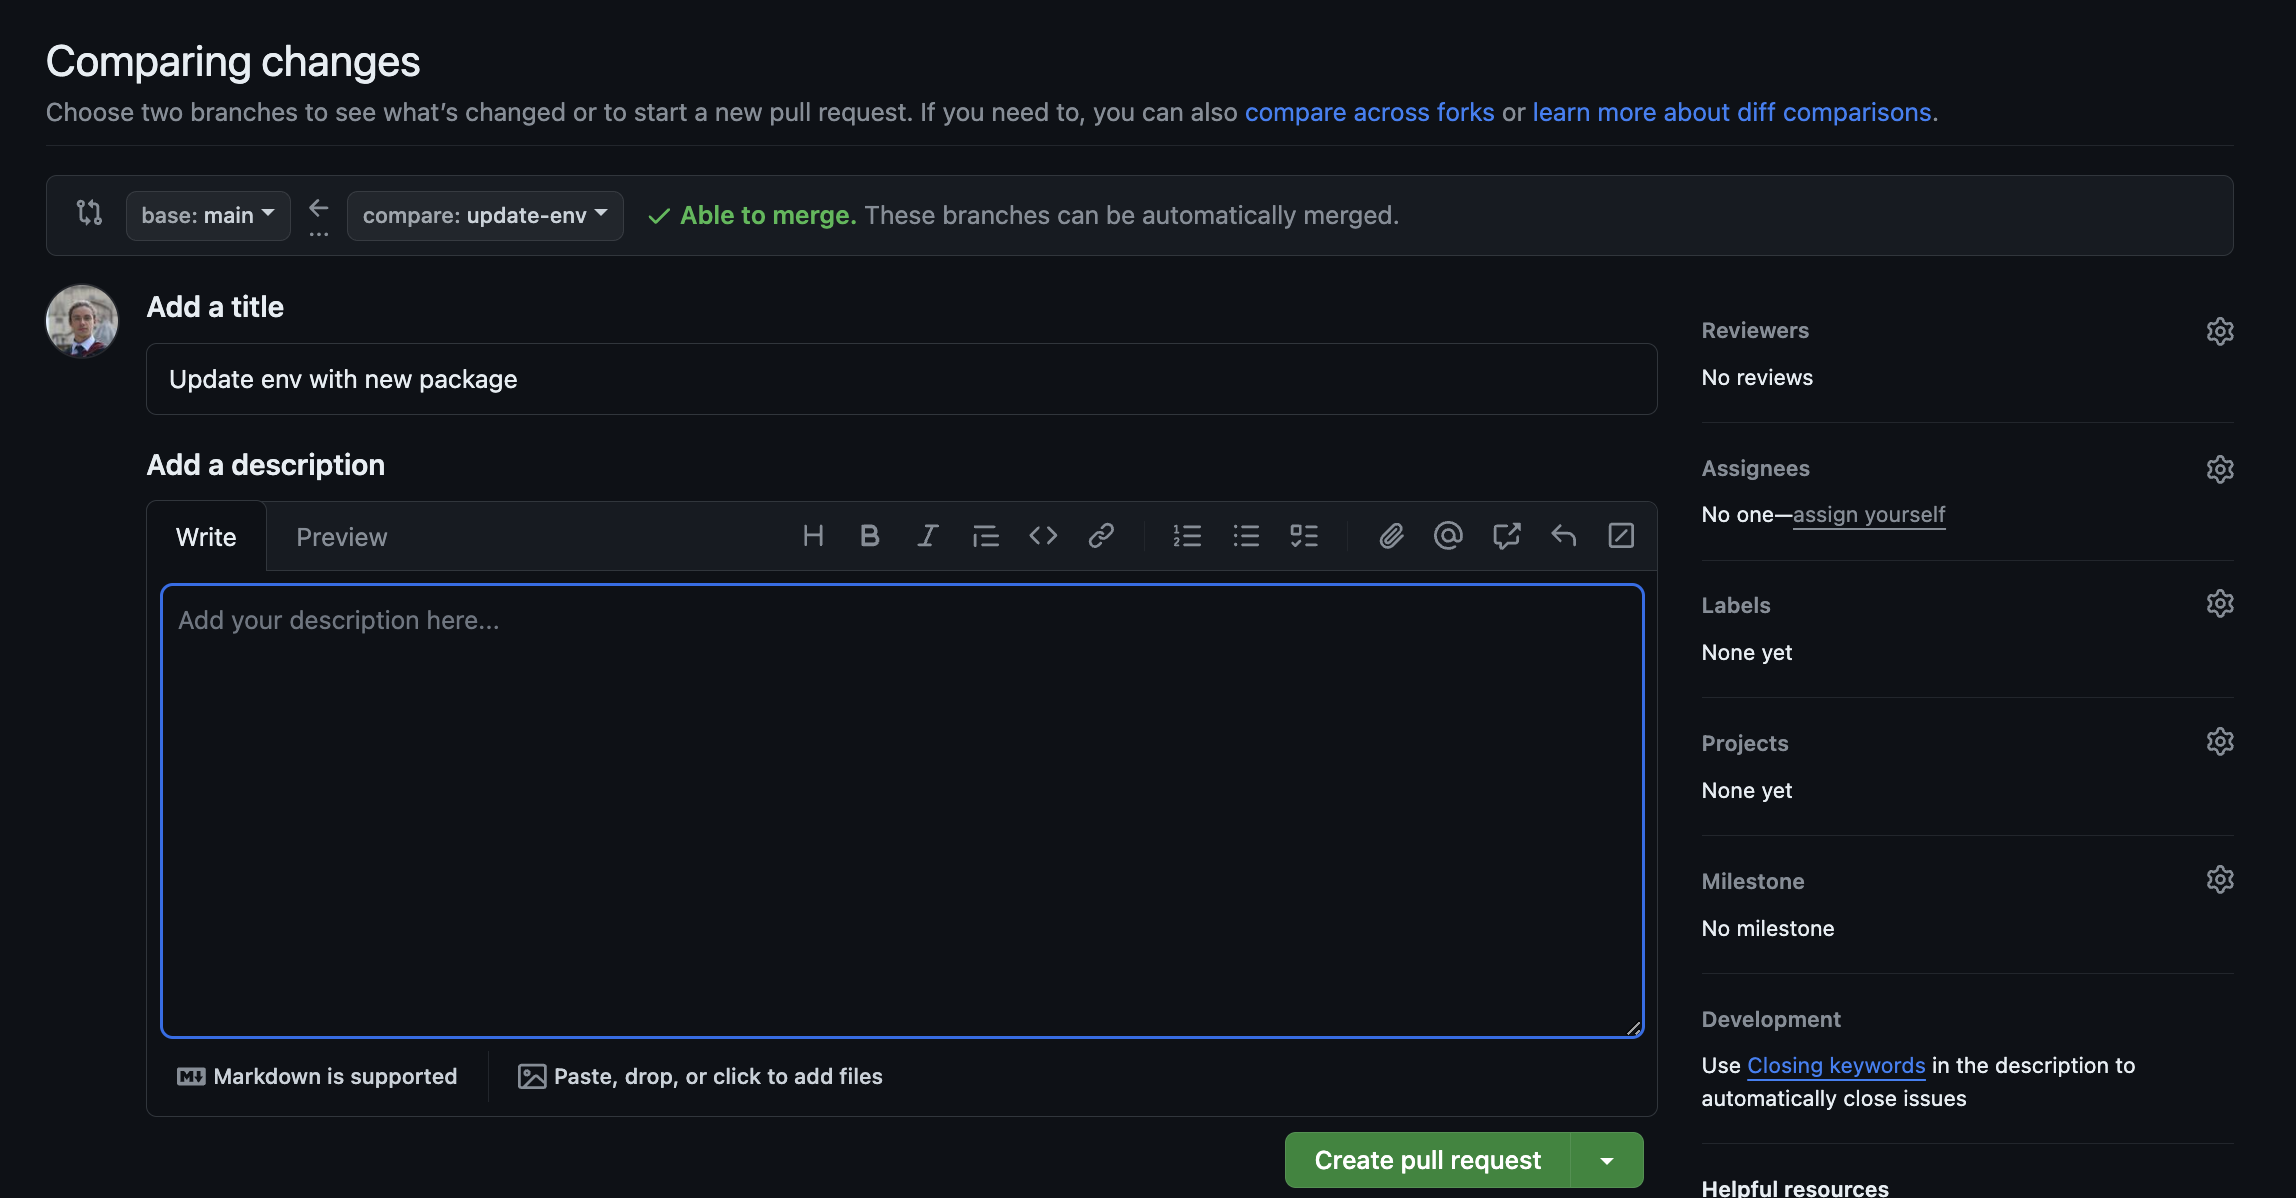 Comparing changes
Choose two branches to see what's changed or to start a new pull request. If you need to, you can also compare across forks or learn more about diff comparisons.
base: main
compare: update-env
Able to merge. These branches can be automatically merged.
Add a title
Update env with new package
Add a description
Write
Preview
Add your description here...
Markdown is supported
Paste, drop, or click to add files
Create pull request
Reviewers
No reviews
Assignees
No one—assign yourself
Labels
None yet
Projects
None yet
Milestone
No milestone
Development
Use Closing keywords in the description to
automatically close issues
Helpful resources